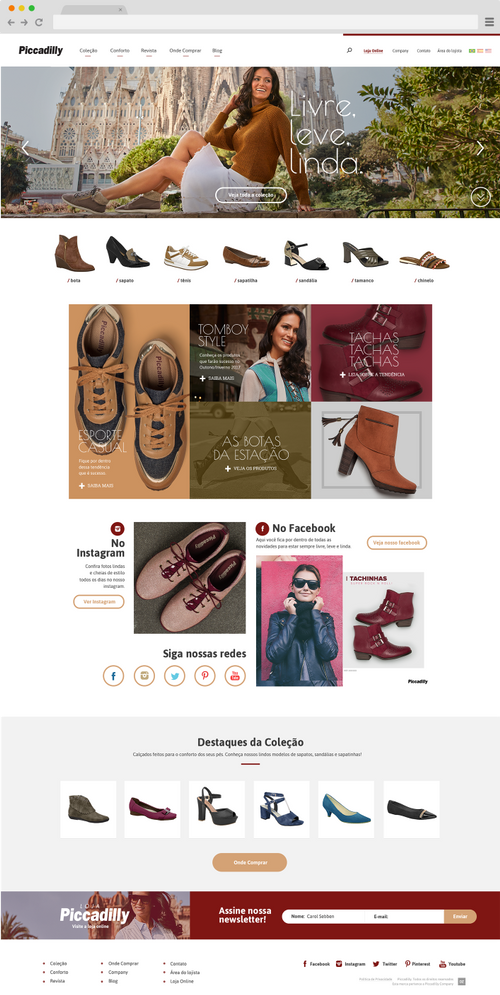 Piccadilly
Coleção
Conforto
Revista
Onde Comprar
Blog
Loja Online
Company
Contato
Área do lojista
Livre,
leve,
linda.
Veja toda a coleção
/ bota
/ sapato
/ tênis
/ sapatilha
/ sandália
/ tamanco
/ chinelo
Piccadilly
ESPORTE
CASUAL
Fique por dentro
dessa tendência
que é sucesso.
+ SAIBA MAIS
TOMBOY
STYLE
Conheça os produtos
que farão sucesso no
Outono/Inverno 2017
+ SAIBA MAIS
TACHAS
TACHAS
TACHAS
+ LEIA SOBRE A TENDÊNCIA
AS BOTAS
DA ESTAÇÃO
+ VEJA OS PRODUTOS
No
Instagram
Confira fotos lindas
e cheias de estilo
todos os dias no nosso
instagram.
Ver Instagram
Piccadilly
No Facebook
Aqui você fica por dentro de todas as
novidades para estar sempre livre, leve e linda.
Veja nosso facebook
TACHINHAS
Piccadilly
Siga nossas redes
Destaques da Coleção
Calçados feitos para o conforto dos seus pés. Conheça nossos lindos modelos de sapatos, sandálias e sapatinhas!
Onde Comprar
LOJA
Piccadilly
Visite a loja online
Assine nossa
newsletter!
Nome: Carol Sebben
E-mail:
Enviar
Coleção
Conforto
Revista
Onde Comprar
Company
Blog
Contato
Área do lojista
Loja Online
Facebook
Instagram
Twitter
Pinterest
Youtube